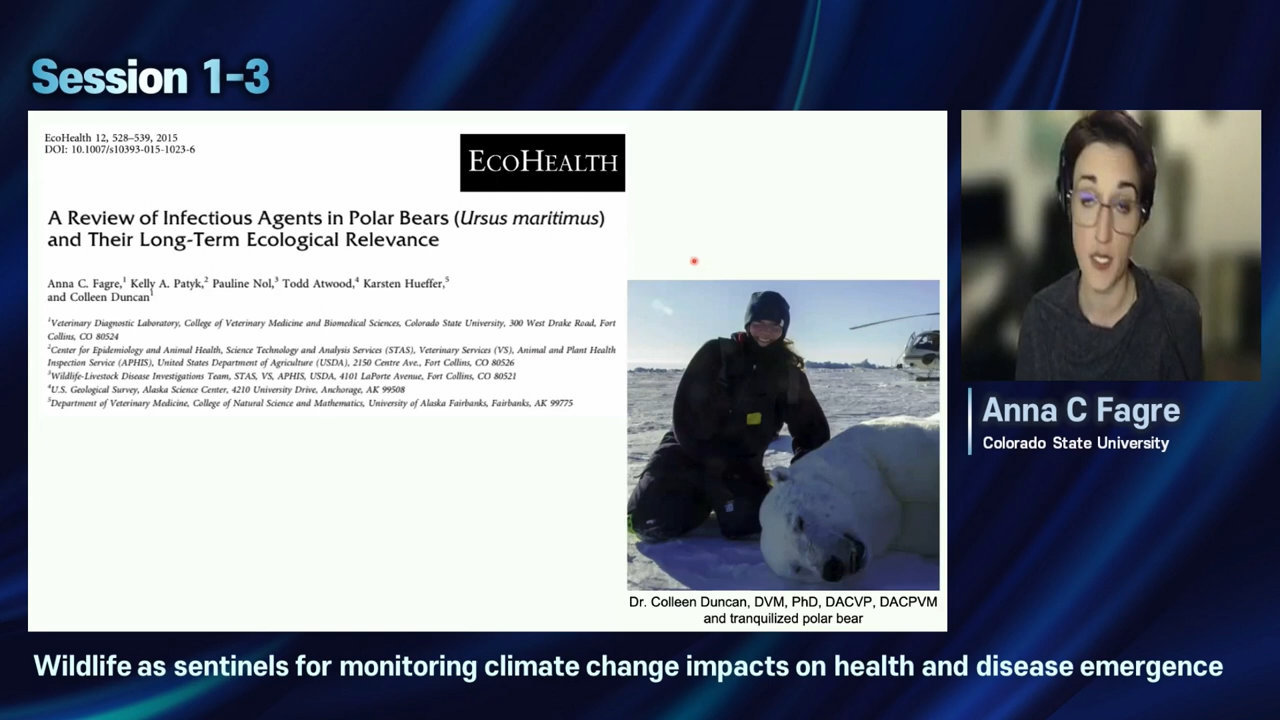 Session 1-3
EcoHealth 12, 528–539, 2015
DOI: 10.1007/s10393-015-1023-6
ECOHEALTH
A Review of Infectious Agents in Polar Bears (Ursus maritimus)
and Their Long-Term Ecological Relevance
Anna C. Fagre,1 Kelly A. Patyk,2 Pauline Nol,3 Todd Atwood,4 Karsten Hueffer,5
and Colleen Duncan1
1Veterinary Diagnostic Laboratory, College of Veterinary Medicine and Biomedical Sciences, Colorado State University, 300 West Drake Road, Fort
Collins, CO 80524
2Center for Epidemiology and Animal Health, Science Technology and Analysis Services (STAS), Veterinary Services (VS), Animal and Plant Health
Inspection Service (APHIS), United States Department of Agriculture (USDA), 2150 Centre Ave., Fort Collins, CO 80526
3Wildlife-Livestock Disease Investigations Team, STAS, VS, APHIS, USDA, 4101 LaPorte Avenue, Fort Collins, CO 80521
4U.S. Geological Survey, Alaska Science Center, 4210 University Drive, Anchorage, AK 99508
5Department of Veterinary Medicine, College of Natural Science and Mathematics, University of Alaska Fairbanks, Fairbanks, AK 99775
Dr. Colleen Duncan, DVM, PhD, DACVP, DACPVM
and tranquilized polar bear
Anna C Fagre
Colorado State University
Wildlife as sentinels for monitoring climate change impacts on health and disease emergence